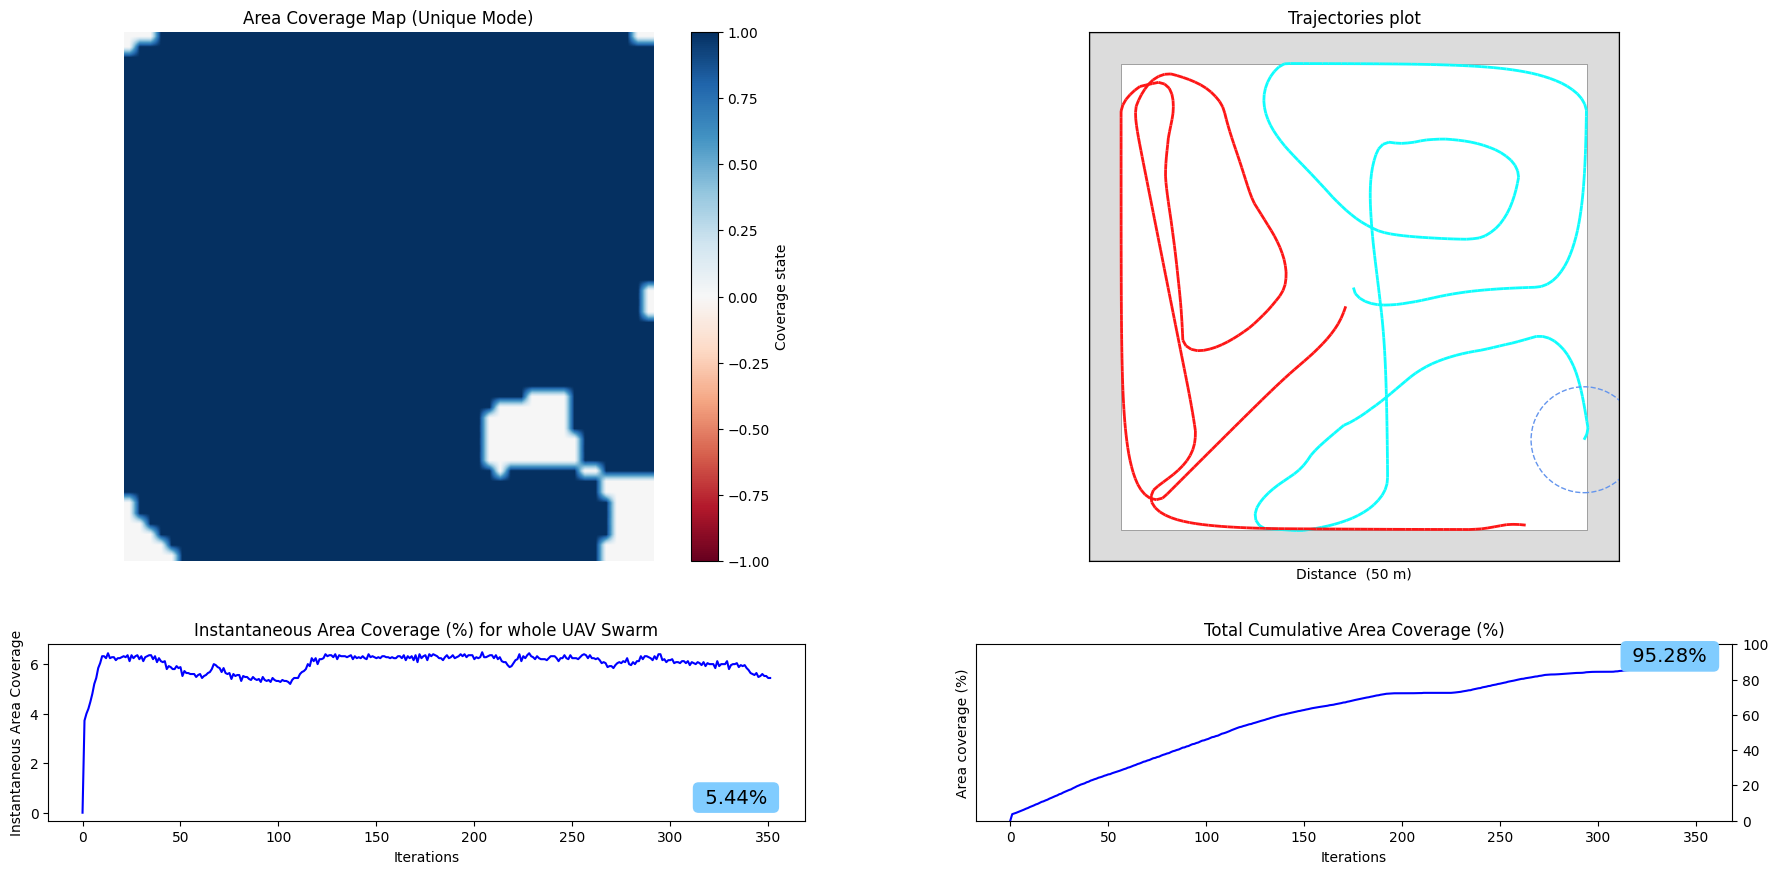 Area Coverage Map (Unique Mode)
1.00
0.75
0.50
0.25
0.00
−0.25
−0.50
−0.75
−1.00
Coverage state
Trajectories plot
Distance  (50 m)
Instantaneous Area Coverage (%) for whole UAV Swarm
Instantaneous Area Coverage
6
4
2
0
5.44%
0 50 100 150 200 250 300 350
Iterations
Total Cumulative Area Coverage (%)
Area coverage (%)
95.28%
100
80
60
40
20
0
0 50 100 150 200 250 300 350
Iterations